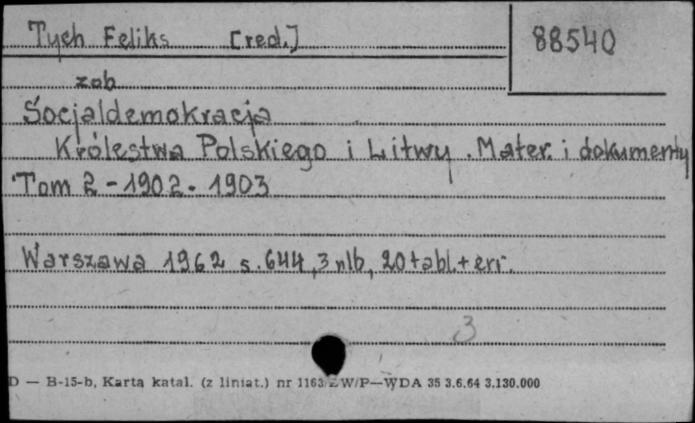 Tych Feliks [red.]
88540
zob
Socjaldemokracja
Królestwa Polskiego i Litwy. Mater. i dokumenty
Tom 2 - 1902 - 1903
Warszawa 1962 s. 644, 3 nlb, 20 tabl. + err.
3
D — B-15-b, Karta katal. (z liniat.) nr 1163 ZW/P—WDA 35 3.6.64 3.130.000